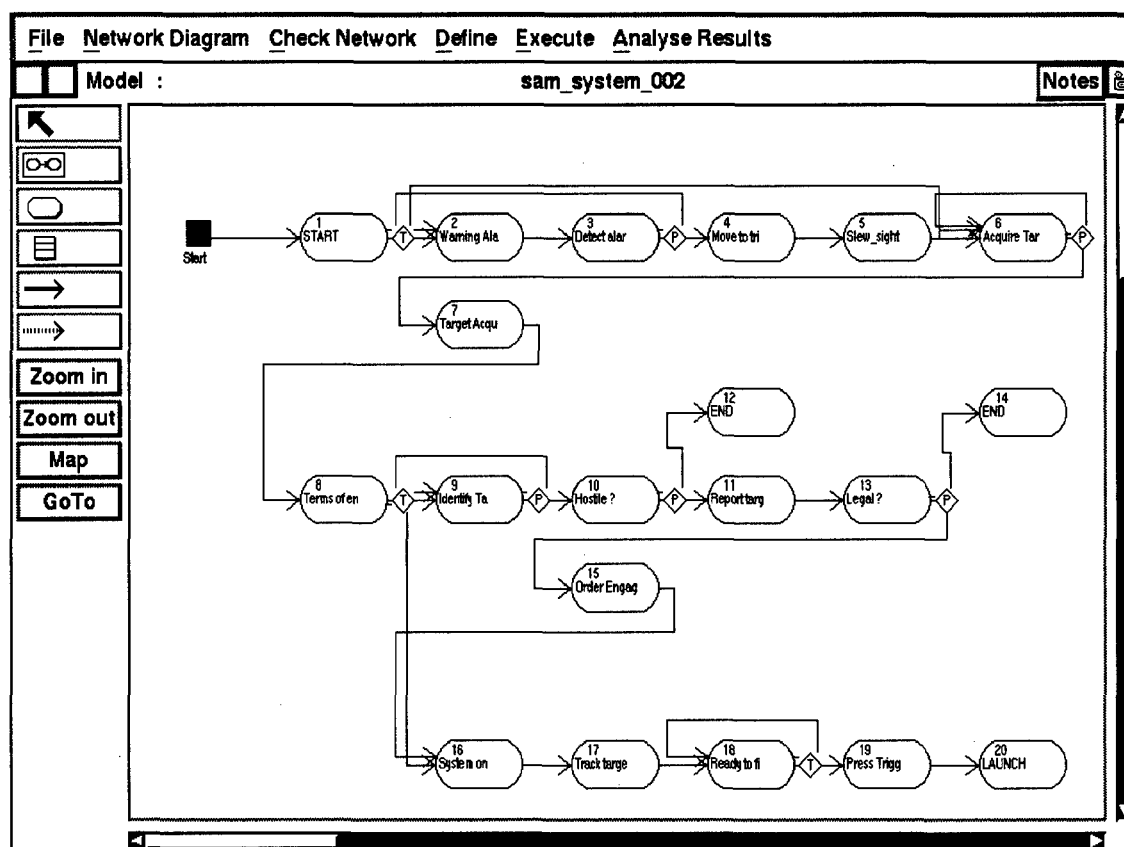 File Network Diagram Check Network Define Execute Analyse Results
Model : sam_system_002 Notes
Zoom in
Zoom out
Map
GoTo
Start
1
START
T
2
Warning Ala
3
Detect alar
P
4
Move to tri
5
Slew_sight
6
Acquire Tar
P
7
Target Acqu
8
Terms of en
T
9
Identify Ta
P
10
Hostile ?
P
12
END
11
Report targ
13
Legal ?
P
14
END
15
Order Engag
16
System on
17
Track targe
18
Ready to fi
T
19
Press Trigg
20
LAUNCH